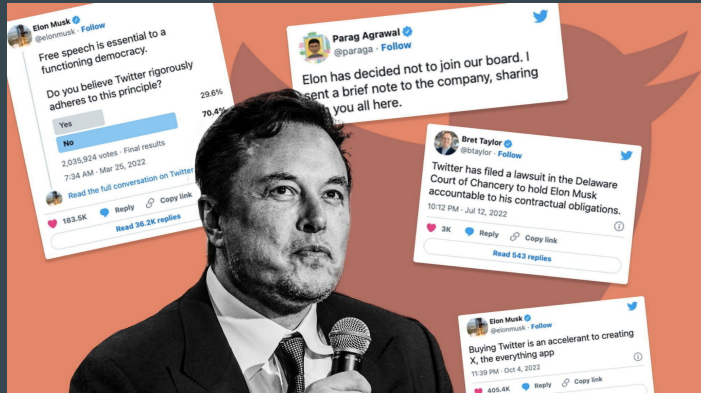 Elon Musk
@elonmusk · Follow
Free speech is essential to a
functioning democracy.
Do you believe Twitter rigorously
adheres to this principle?
Yes
29.6%
No
70.4%
2,035,924 votes · Final results
7:34 AM · Mar 25, 2022
Read the full conversation on Twitter
183.5K Reply Copy link
Read 36.2K replies
Parag Agrawal
@paraga · Follow
Elon has decided not to join our board. I
sent a brief note to the company, sharing
you all here.
Bret Taylor
@btaylor · Follow
Twitter has filed a lawsuit in the Delaware
Court of Chancery to hold Elon Musk
accountable to his contractual obligations.
10:12 PM · Jul 12, 2022
3K Reply Copy link
Read 543 replies
Elon Musk
@elonmusk · Follow
Buying Twitter is an accelerant to creating
X, the everything app
11:39 PM · Oct 4, 2022
405.4K Reply Copy link